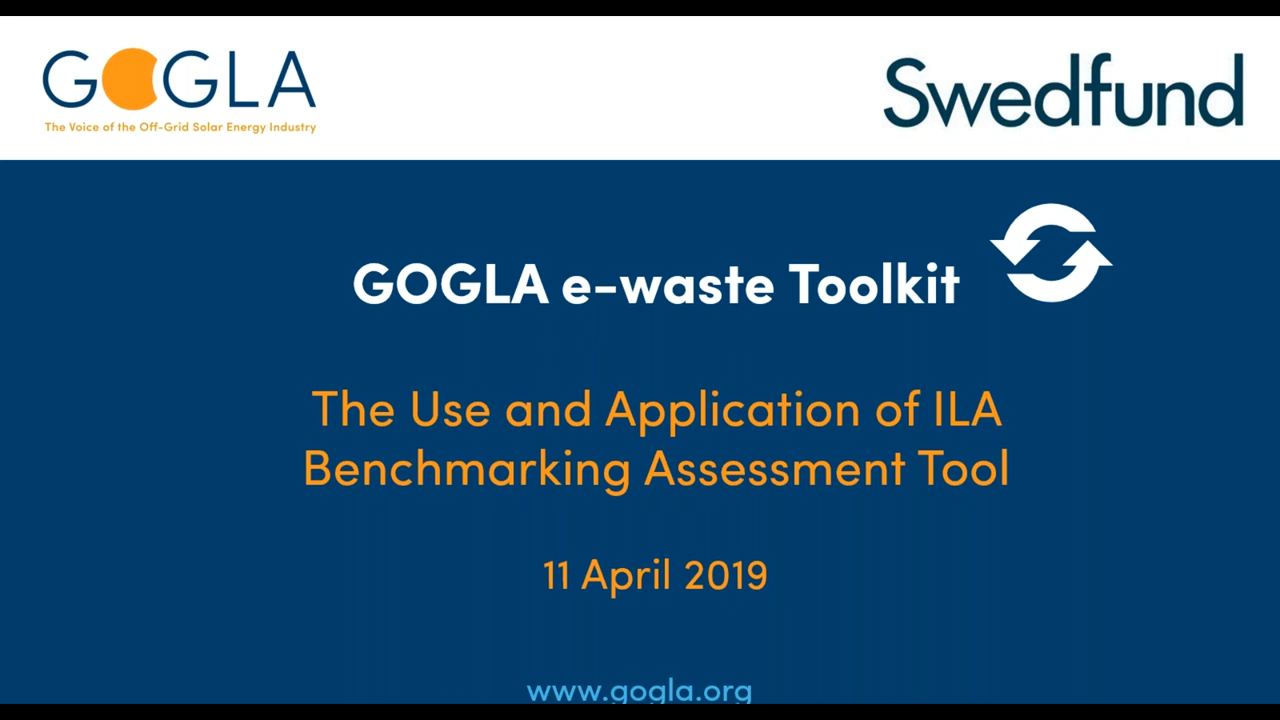 GOGLA
The Voice of the Off-Grid Solar Energy Industry
Swedfund
GOGLA e-waste Toolkit
The Use and Application of ILA
Benchmarking Assessment Tool
11 April 2019
www.gogla.org